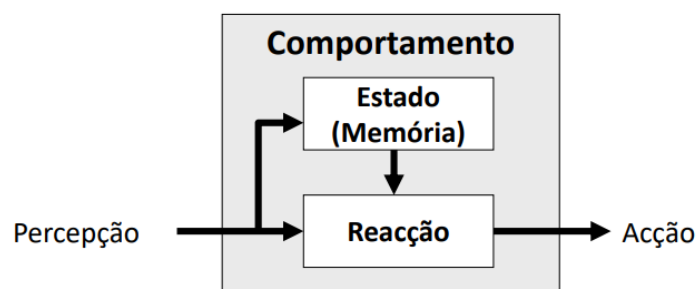 Comportamento
Estado
(Memória)
Percepção
Reacção
Acção